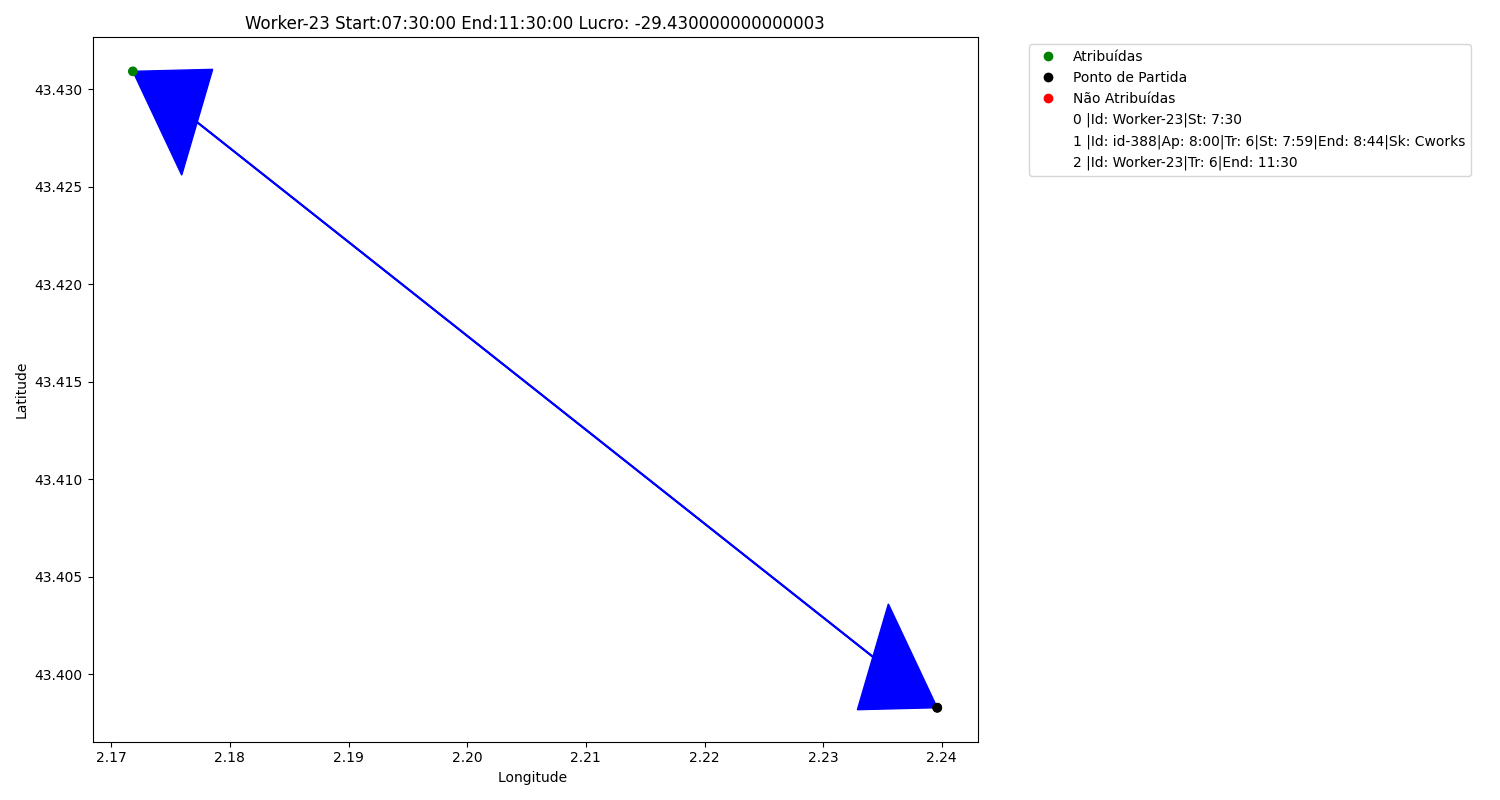 Worker-23 Start:07:30:00 End:11:30:00 Lucro: -29.430000000000003
43.430
43.425
43.420
43.415
43.410
43.405
43.400
Latitude
2.17 2.18 2.19 2.20 2.21 2.22 2.23 2.24
Longitude
Atribuídas
Ponto de Partida
Não Atribuídas
0 |Id: Worker-23|St: 7:30
1 |Id: id-388|Ap: 8:00|Tr: 6|St: 7:59|End: 8:44|Sk: Cworks
2 |Id: Worker-23|Tr: 6|End: 11:30